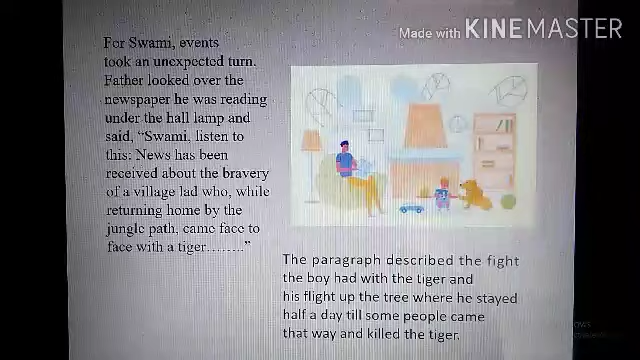 Made with KINEMASTER
For Swami, events
took an unexpected turn.
Father looked over the
newspaper he was reading
under the hall lamp and
said, “Swami, listen to
this: News has been
received about the bravery
of a village lad who, while
returning home by the
jungle path, came face to
face with a tiger........”
The paragraph described the fight
the boy had with the tiger and
his flight up the tree where he stayed
half a day till some people came
that way and killed the tiger.